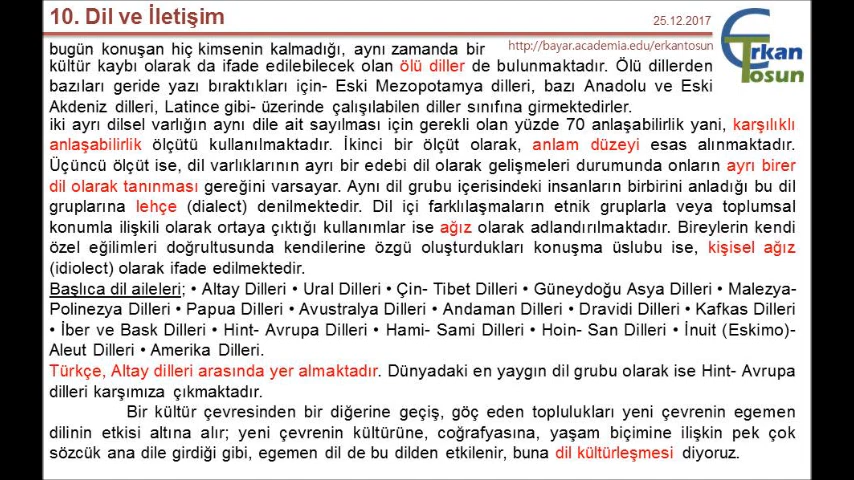 10. Dil ve İletişim
25.12.2017
http://bayar.academia.edu/erkantosun
Erkan
Tosun
bugün konuşan hiç kimsenin kalmadığı, aynı zamanda bir
kültür kaybı olarak da ifade edilebilecek olan ölü diller de bulunmaktadır. Ölü dillerden
bazıları geride yazı bıraktıkları için- Eski Mezopotamya dilleri, bazı Anadolu ve Eski
Akdeniz dilleri, Latince gibi- üzerinde çalışılabilen diller sınıfına girmektedirler.
iki ayrı dilsel varlığın aynı dile ait sayılması için gerekli olan yüzde 70 anlaşabilirlik yani, karşılıklı
anlaşabilirlik ölçütü kullanılmaktadır. İkinci bir ölçüt olarak, anlam düzeyi esas alınmaktadır.
Üçüncü ölçüt ise, dil varlıklarının ayrı bir edebi dil olarak gelişmeleri durumunda onların ayrı birer
dil olarak tanınması gereğini varsayar. Aynı dil grubu içerisindeki insanların birbirini anladığı bu dil
gruplarına lehçe (dialect) denilmektedir. Dil içi farklılaşmaların etnik gruplarla veya toplumsal
konumla ilişkili olarak ortaya çıktığı kullanımlar ise ağız olarak adlandırılmaktadır. Bireylerin kendi
özel eğilimleri doğrultusunda kendilerine özgü oluşturdukları konuşma üslubu ise, kişisel ağız
(idiolect) olarak ifade edilmektedir.
Başlıca dil aileleri; • Altay Dilleri • Ural Dilleri • Çin- Tibet Dilleri • Güneydoğu Asya Dilleri • Malezya-
Polinezya Dilleri • Papua Dilleri • Avustralya Dilleri • Andaman Dilleri • Dravidi Dilleri • Kafkas Dilleri
• İber ve Bask Dilleri • Hint- Avrupa Dilleri • Hami- Sami Dilleri • Hoin- San Dilleri • İnuit (Eskimo)-
Aleut Dilleri • Amerika Dilleri.
Türkçe, Altay dilleri arasında yer almaktadır. Dünyadaki en yaygın dil grubu olarak ise Hint- Avrupa
dilleri karşımıza çıkmaktadır.
Bir kültür çevresinden bir diğerine geçiş, göç eden toplulukları yeni çevrenin egemen
dilinin etkisi altına alır; yeni çevrenin kültürüne, coğrafyasına, yaşam biçimine ilişkin pek çok
sözcük ana dile girdiği gibi, egemen dil de bu dilden etkilenir, buna dil kültürleşmesi diyoruz.